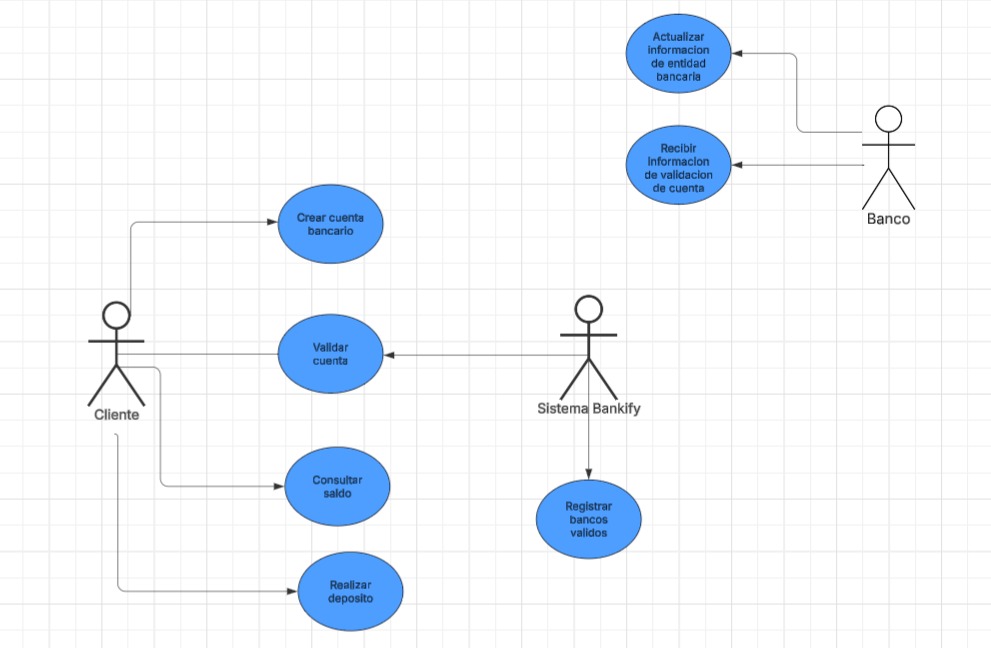 Actualizar
informacion
de entidad
bancaria
Recibir
informacion
de validacion
de cuenta
Banco
Crear cuenta
bancario
Validar
cuenta
Cliente
Sistema Bankify
Consultar
saldo
Registrar
bancos
validos
Realizar
deposito